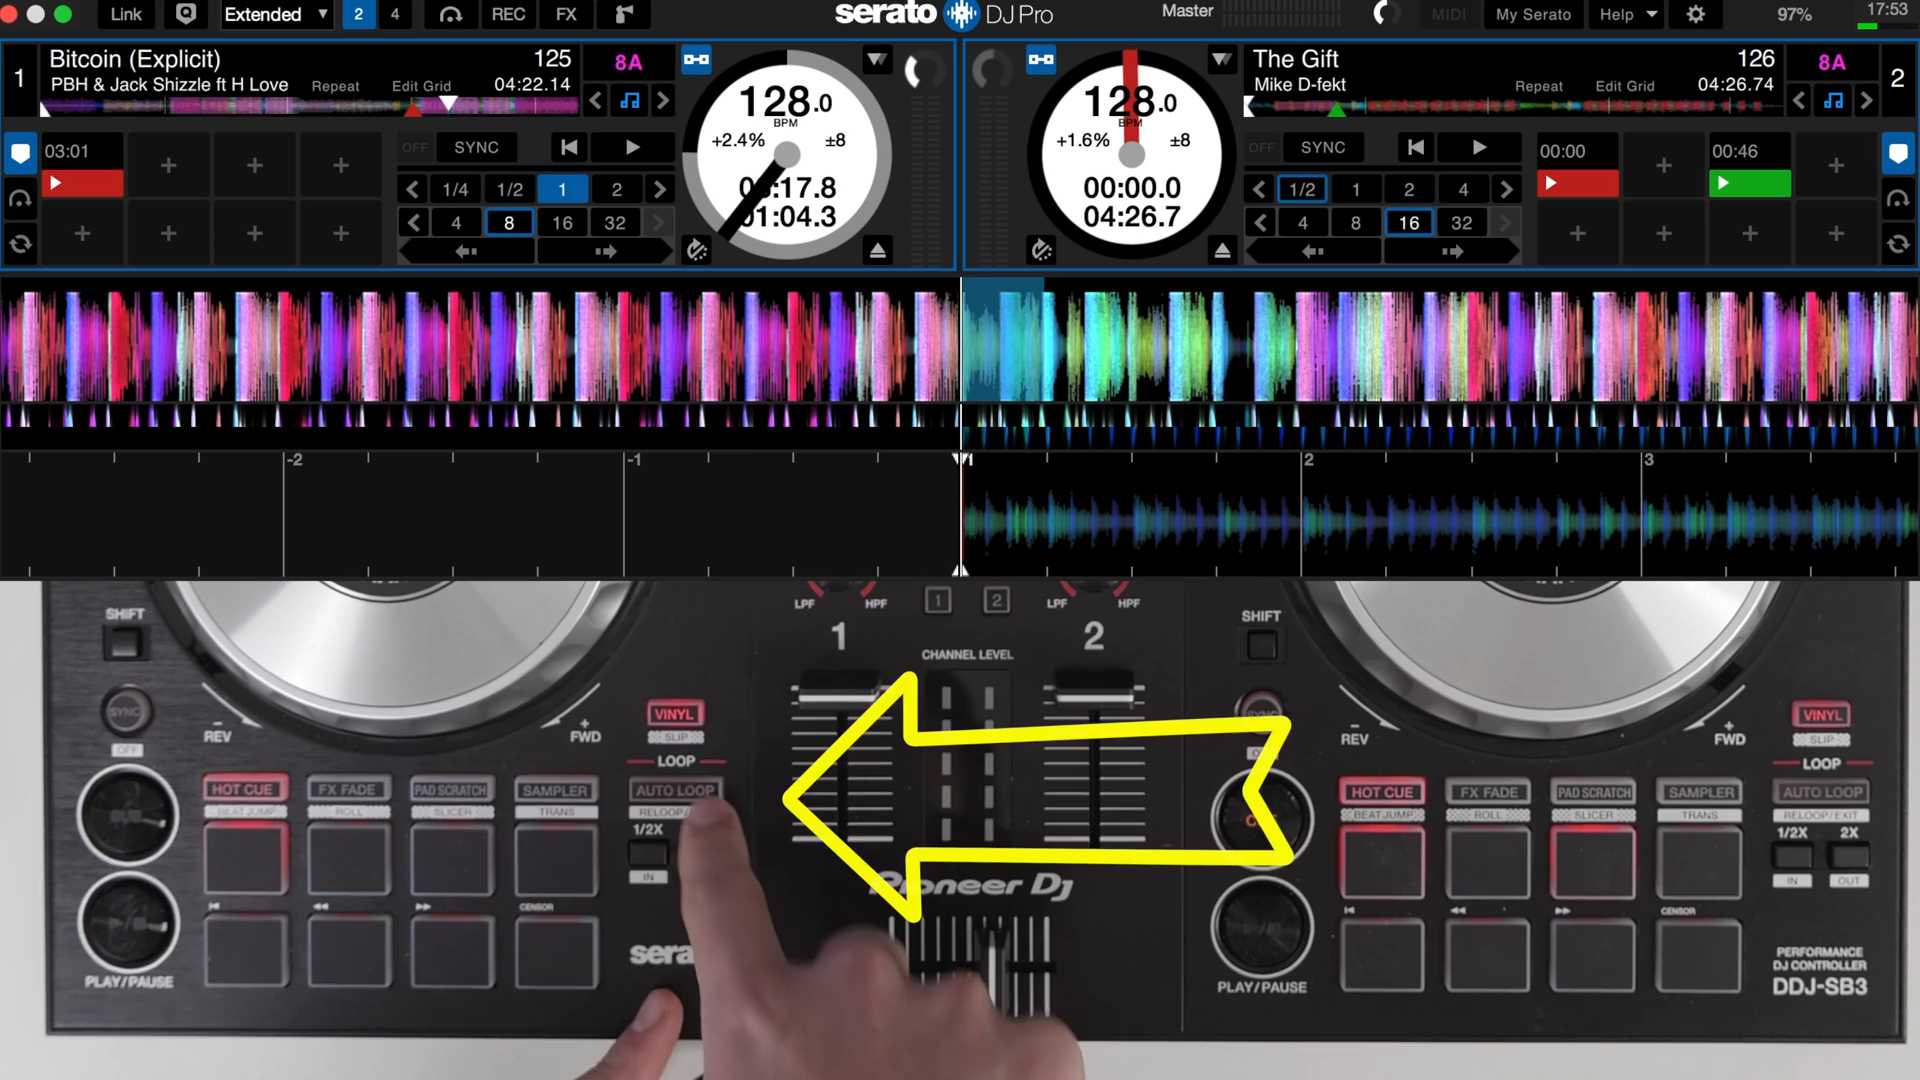 Link
Extended ▼
2
4
REC
FX
serato DJ Pro
Master
MIDI
My Serato
Help
97%
17:53
1
Bitcoin (Explicit)
125
PBH & Jack Shizzle ft H Love
Repeat
Edit Grid
04:22.14
8A
128.0
BPM
+2.4%
±8
01:04.3
03:01
OFF
SYNC
1/4
1/2
1
2
4
8
16
32
128.0
BPM
+1.6%
±8
00:00.0
04:26.7
The Gift
126
Mike D-fekt
Repeat
Edit Grid
04:26.74
8A
2
OFF
SYNC
1/2
1
2
4
4
8
16
32
00:00
00:46
-2
-1
1
2
3
SHIFT
SYNC
OFF
REV
FWD
VINYL
SLIP
LOOP
HOT CUE
FX FADE
PAD SCRATCH
SAMPLER
AUTO LOOP
BEAT JUMP
ROLL
SLICER
TRANS
1/2X
IN
CENSOR
PLAY/PAUSE
LPF
HPF
1
2
LPF
HPF
1
2
CHANNEL LEVEL
Pioneer Dj
SHIFT
REV
FWD
VINYL
SLIP
LOOP
HOT CUE
FX FADE
PAD SCRATCH
SAMPLER
AUTO LOOP
BEAT JUMP
ROLL
SLICER
TRANS
RELOOP/EXIT
1/2X
2X
IN
OUT
CENSOR
PLAY/PAUSE
PERFORMANCE
DJ CONTROLLER
DDJ-SB3